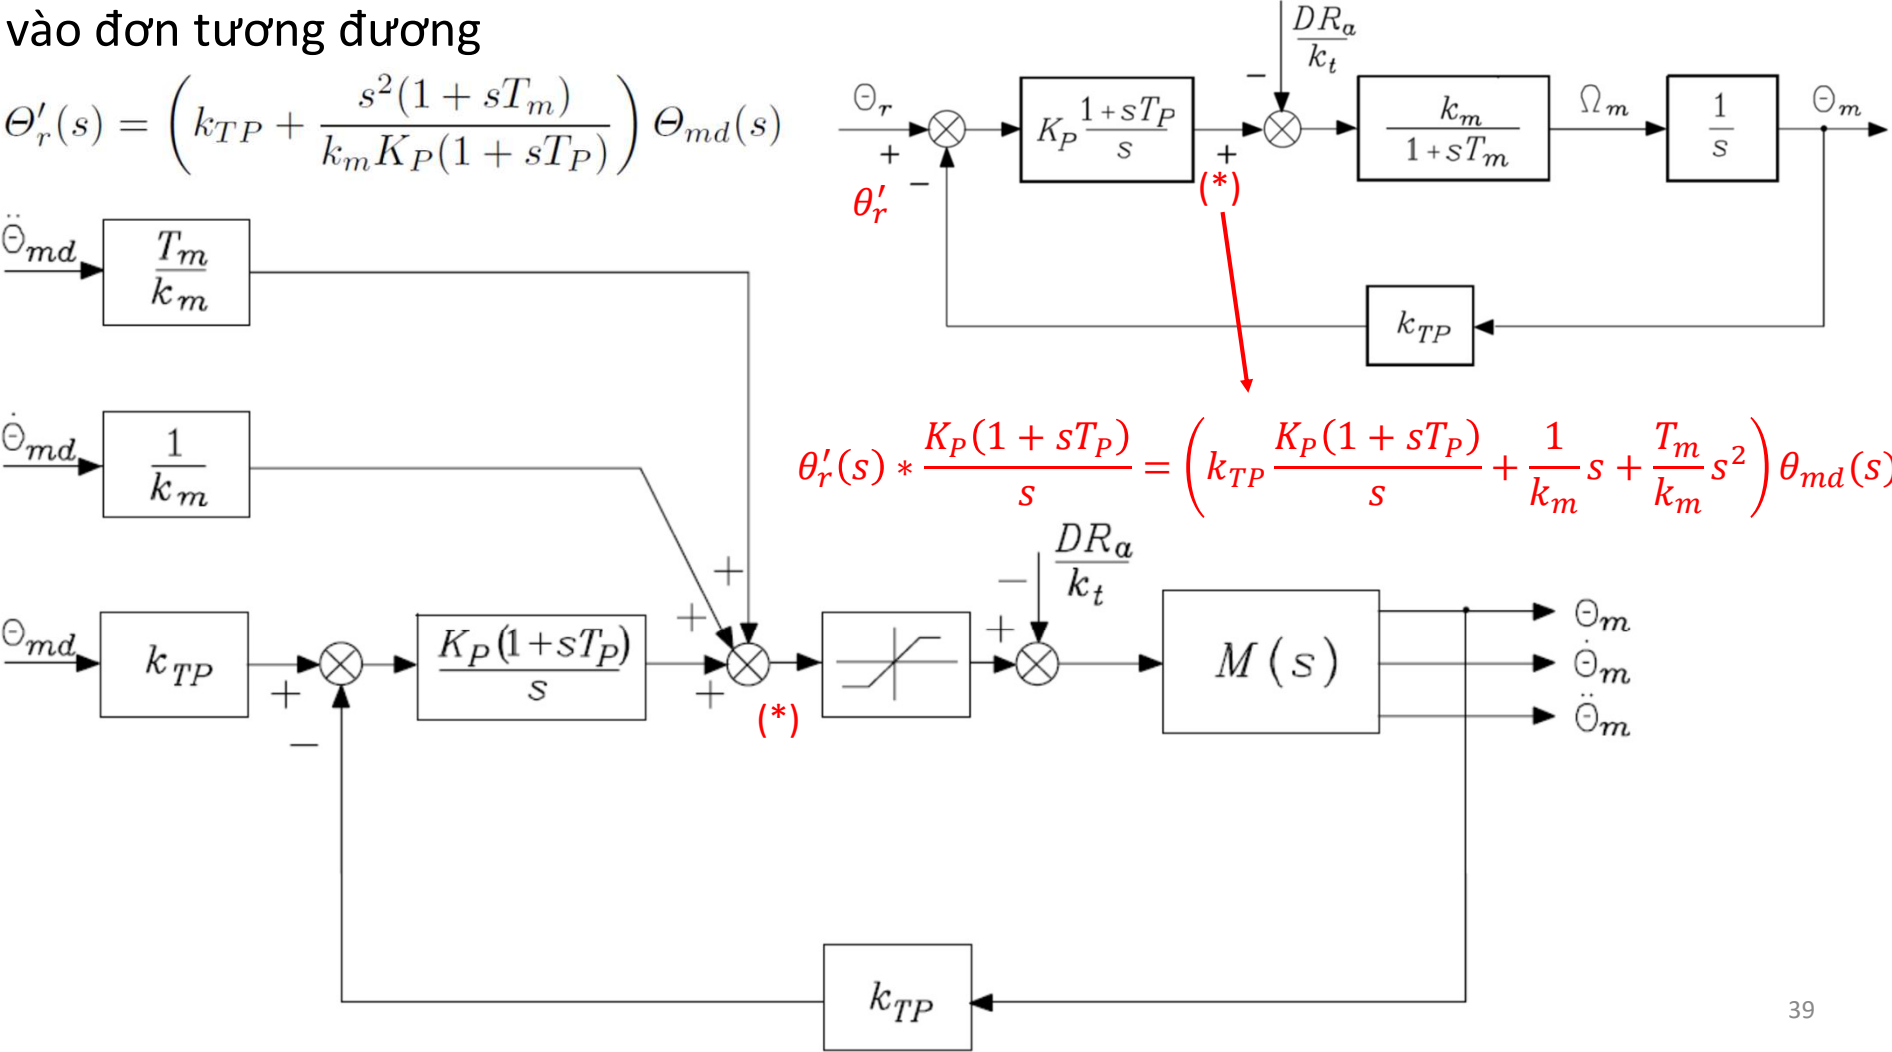 vào đơn tương đương
Θ′r(s) = (kTP + s²(1 + sTm) / kmKP(1 + sTP)) Θmd(s)
DRa / kt
Θr
+
−
θ′r
KP (1+sTP) / s
+
−
(*)
km / 1+sTm
Ωm
1 / s
Θm
kTP
θ′r(s) ∗ KP(1 + sTP) / s = (kTP KP(1 + sTP) / s + 1/km s + Tm/km s²) θmd(s)
Θ̈md
Tm / km
Θ̇md
1 / km
Θmd
kTP
+
−
KP(1+sTP) / s
+
+
+
(*)
+
−
DRa / kt
M(s)
Θm
Θ̇m
Θ̈m
kTP
39